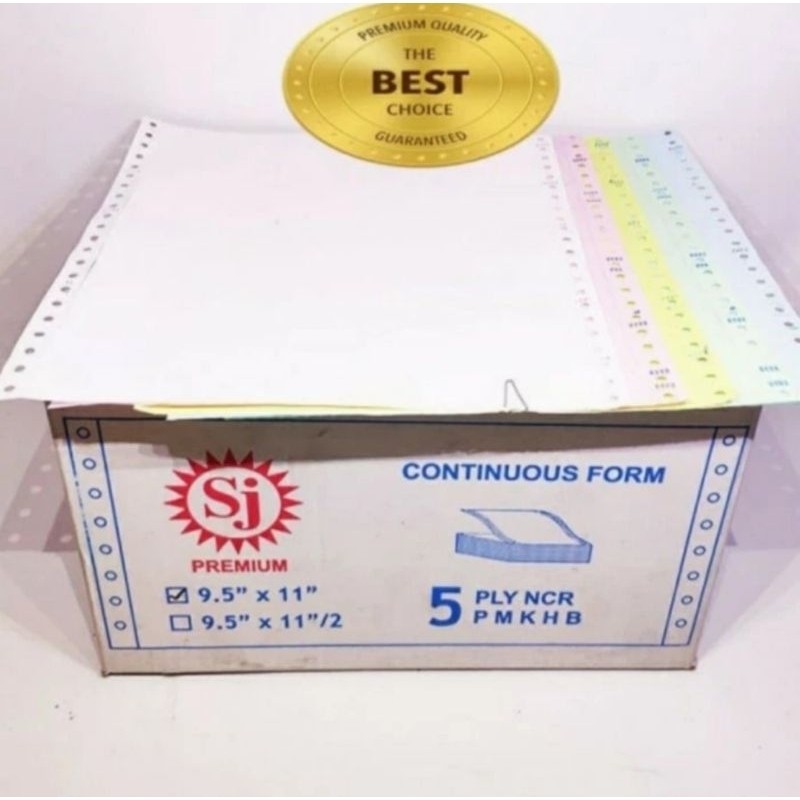 PREMIUM QUALITY
THE
BEST
CHOICE
GUARANTEED
Sj
PREMIUM
9.5" x 11"
9.5" x 11"/2
CONTINUOUS FORM
5 PLY NCR
P M K H B